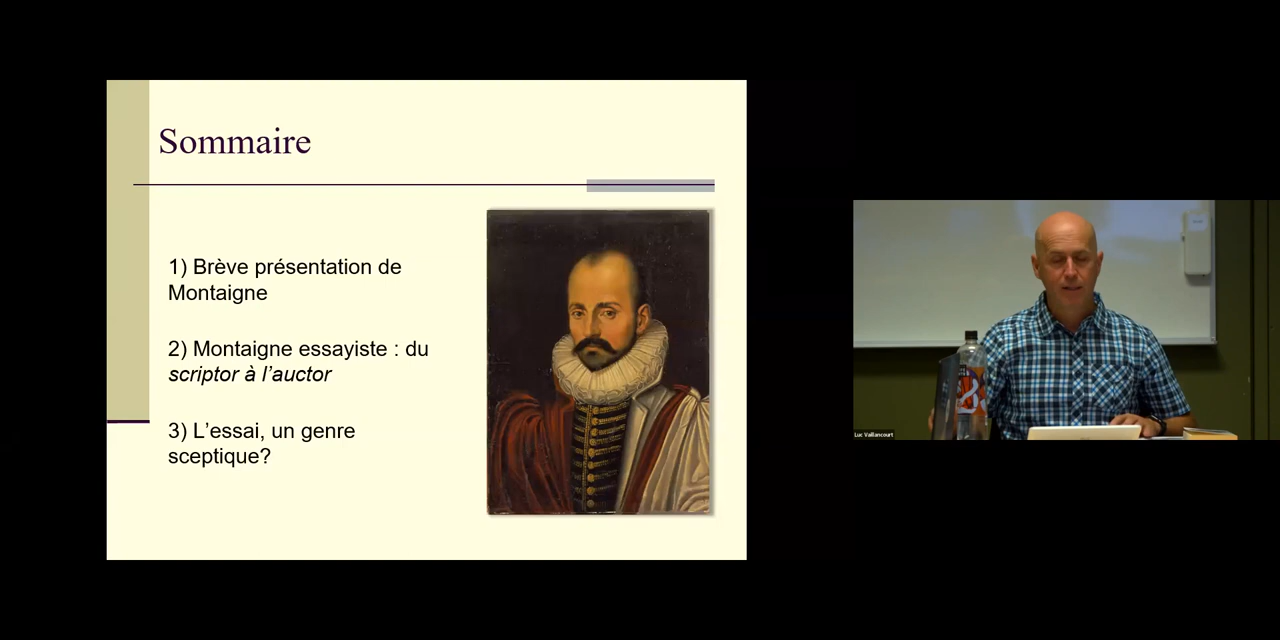 Sommaire
1) Brève présentation de
Montaigne
2) Montaigne essayiste : du
scriptor à l’auctor
3) L’essai, un genre
sceptique?
Luc Vaillancourt